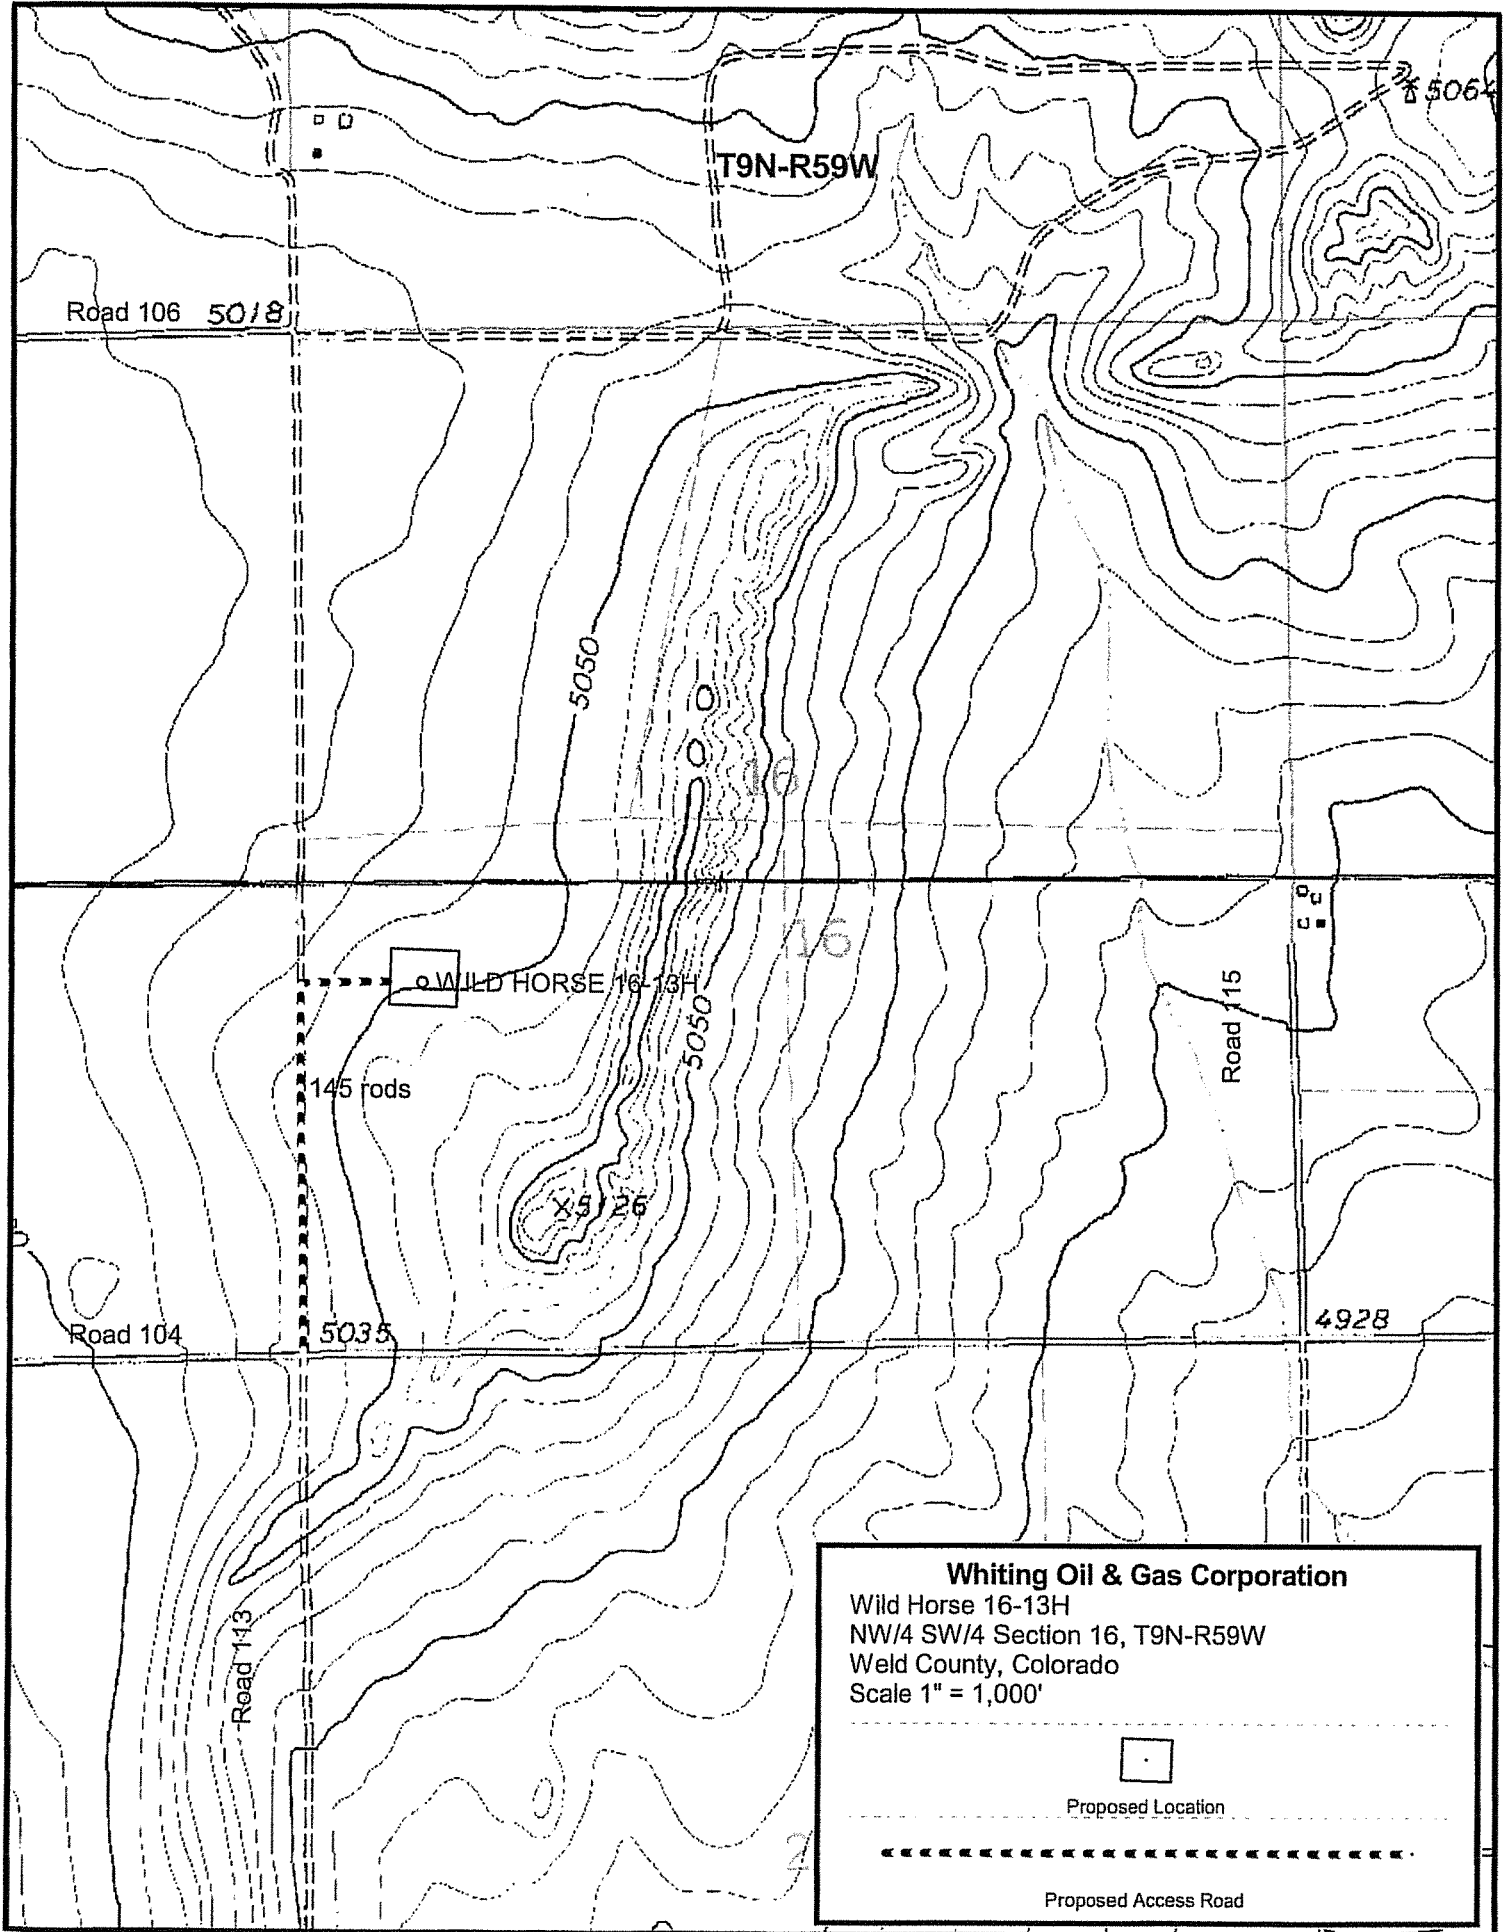 5064
T9N-R59W
Road 106 5018
5050
16
16
WILD HORSE 16-13H
5050
Road 115
145 rods
X5126
Road 104
5035
4928
Road 113
2
Whiting Oil & Gas Corporation
Wild Horse 16-13H
NW/4 SW/4 Section 16, T9N-R59W
Weld County, Colorado
Scale 1" = 1,000'
Proposed Location
Proposed Access Road